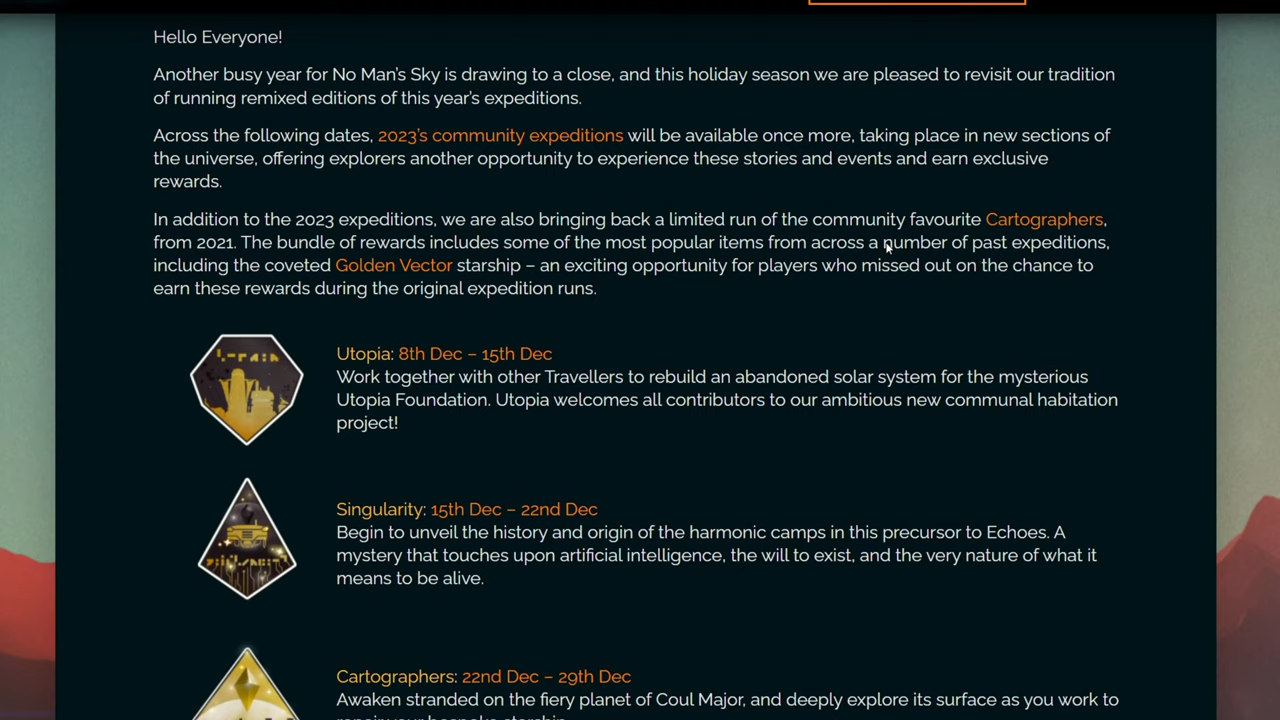 Hello Everyone!
Another busy year for No Man's Sky is drawing to a close, and this holiday season we are pleased to revisit our tradition
of running remixed editions of this year's expeditions.
Across the following dates, 2023's community expeditions will be available once more, taking place in new sections of
the universe, offering explorers another opportunity to experience these stories and events and earn exclusive
rewards.
In addition to the 2023 expeditions, we are also bringing back a limited run of the community favourite Cartographers,
from 2021. The bundle of rewards includes some of the most popular items from across a number of past expeditions,
including the coveted Golden Vector starship – an exciting opportunity for players who missed out on the chance to
earn these rewards during the original expedition runs.
Utopia: 8th Dec – 15th Dec
Work together with other Travellers to rebuild an abandoned solar system for the mysterious
Utopia Foundation. Utopia welcomes all contributors to our ambitious new communal habitation
project!
Singularity: 15th Dec – 22nd Dec
Begin to unveil the history and origin of the harmonic camps in this precursor to Echoes. A
mystery that touches upon artificial intelligence, the will to exist, and the very nature of what it
means to be alive.
Cartographers: 22nd Dec – 29th Dec
Awaken stranded on the fiery planet of Coul Major, and deeply explore its surface as you work to
repair your bespoke starship.